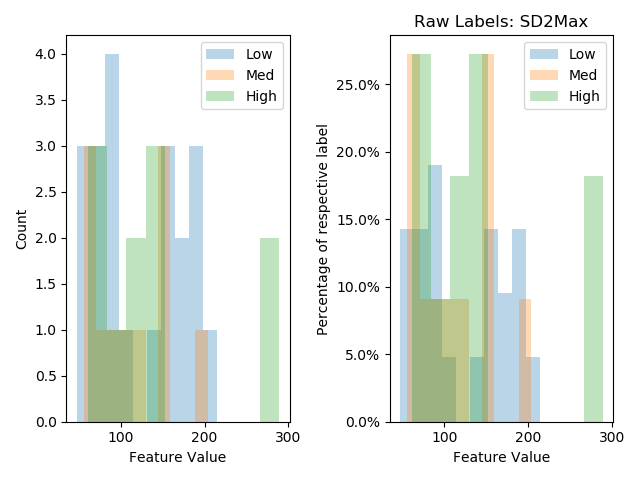 Raw Labels: SD2Max
Count
4.0
3.5
3.0
2.5
2.0
1.5
1.0
0.5
0.0
100
200
300
Feature Value
Low
Med
High
Percentage of respective label
25.0%
20.0%
15.0%
10.0%
5.0%
0.0%
100
200
300
Feature Value
Low
Med
High